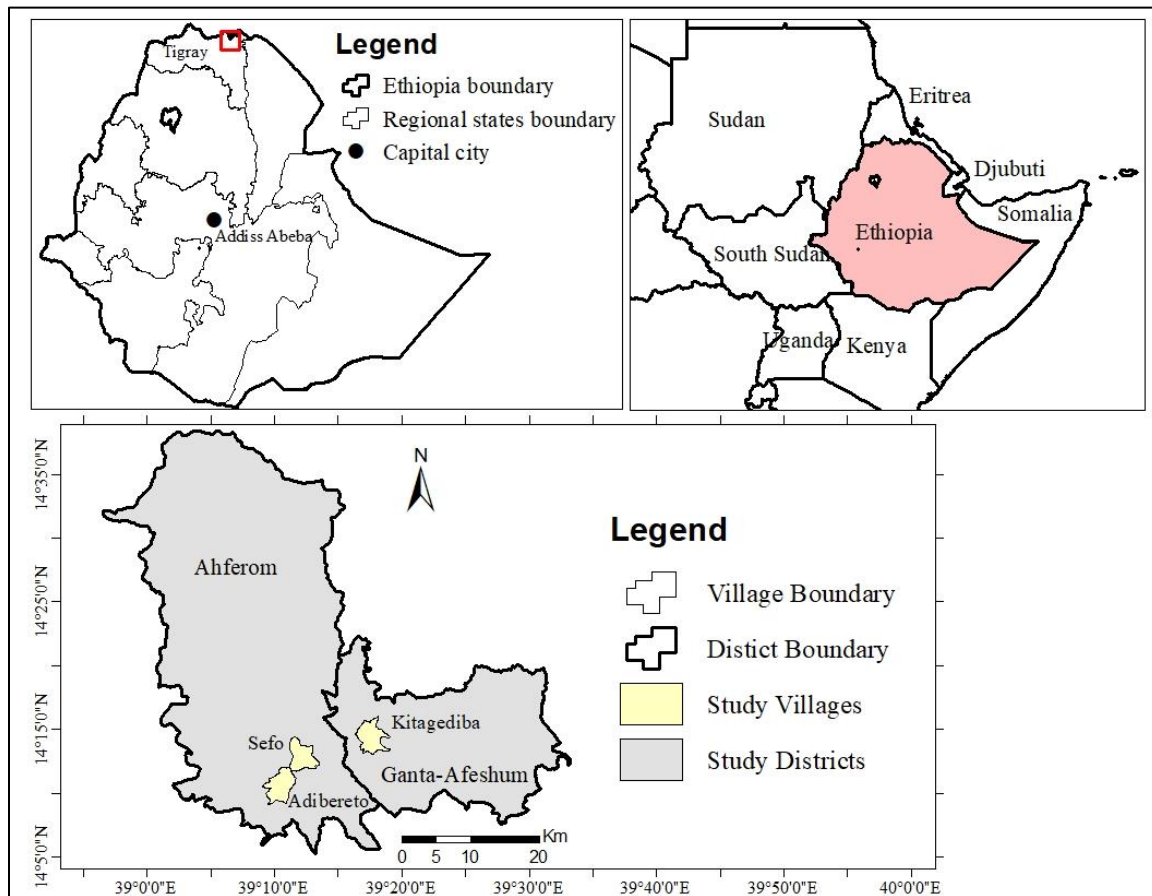 Tigray
Legend
Ethiopia boundary
Regional states boundary
Capital city
Addiss Abeba
Sudan
Eritrea
Djubuti
Somalia
Ethiopia
South Sudan
Uganda
Kenya
14°35'0"N
14°25'0"N
14°15'0"N
14°5'0"N
N
Ahferom
Sefo
Adibereto
Kitagediba
Ganta-Afeshum
Km
0 5 10 20
Legend
Village Boundary
Distict Boundary
Study Villages
Study Districts
39°0'0"E 39°10'0"E 39°20'0"E 39°30'0"E 39°40'0"E 39°50'0"E 40°0'0"E